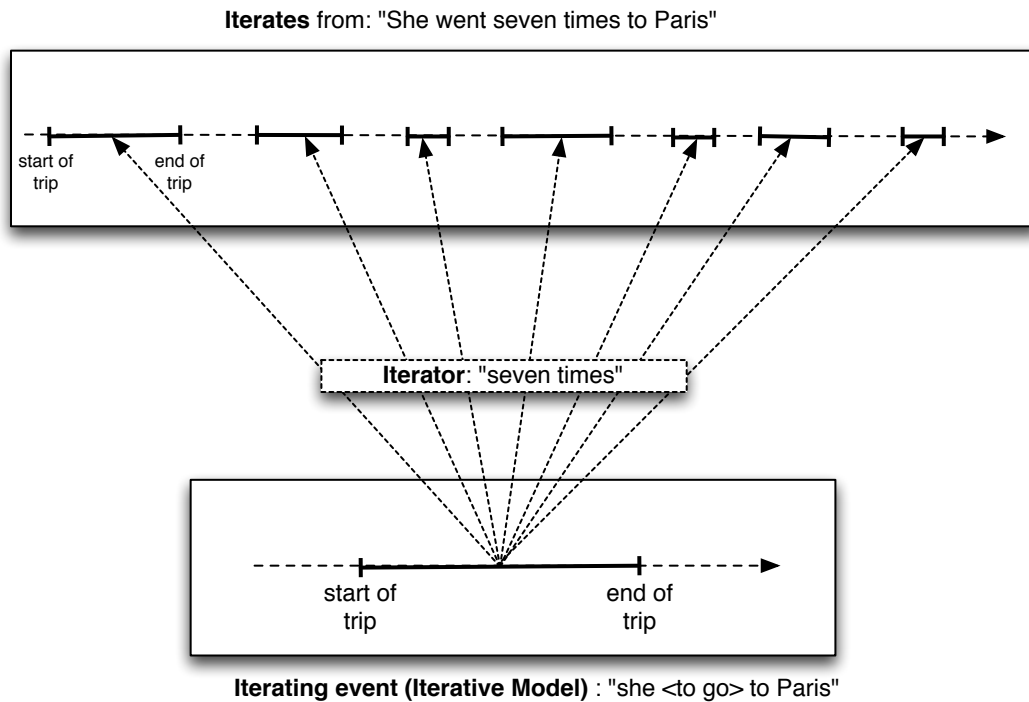 Iterates from: "She went seven times to Paris"
start of
trip
end of
trip
Iterator: "seven times"
start of
trip
end of
trip
Iterating event (Iterative Model) : "she <to go> to Paris"